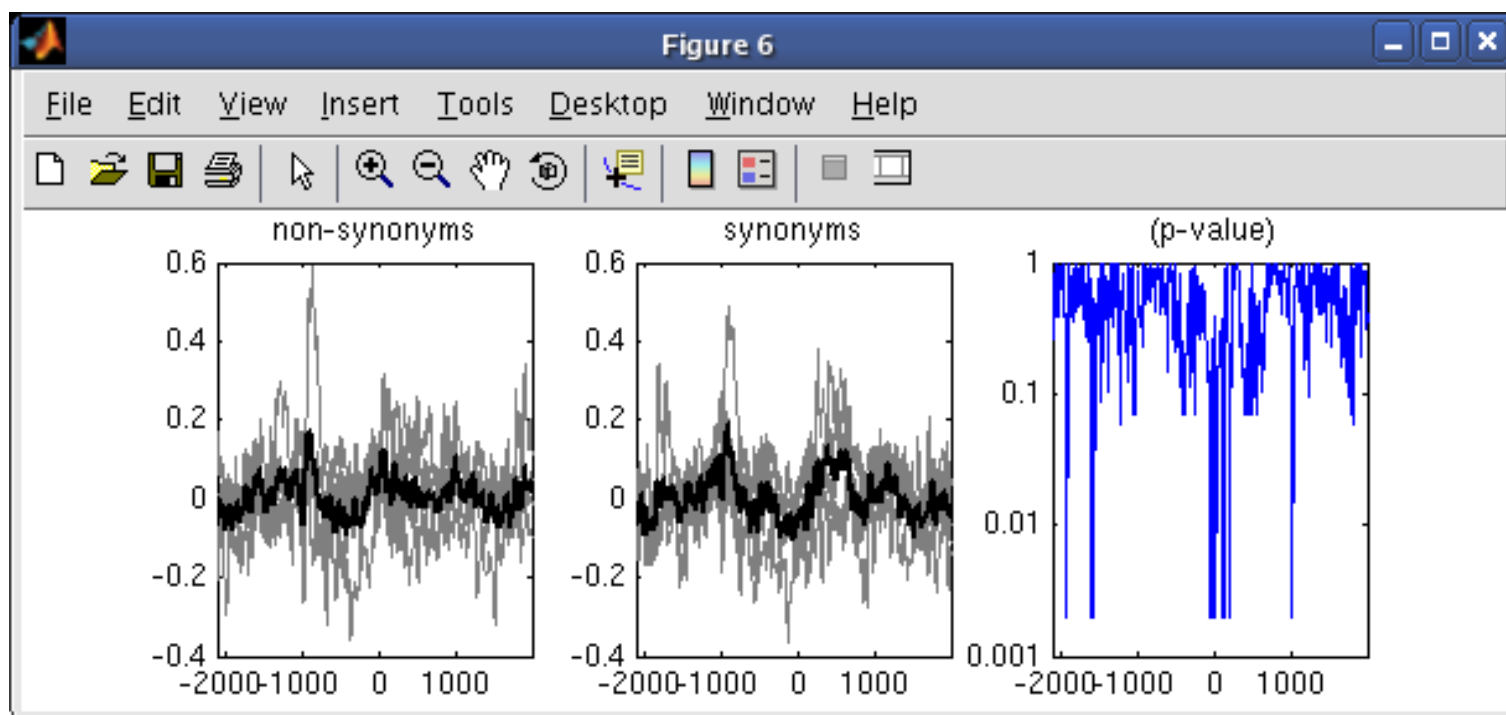 Figure 6
File Edit View Insert Tools Desktop Window Help
non-synonyms synonyms (p-value)
0.6 0.6 1
0.4 0.4
0.2 0.2 0.1
0 0
0.01
-0.2 -0.2
-0.4 -0.4 0.001
-2000-1000 0 1000 -2000-1000 0 1000 -2000-1000 0 1000